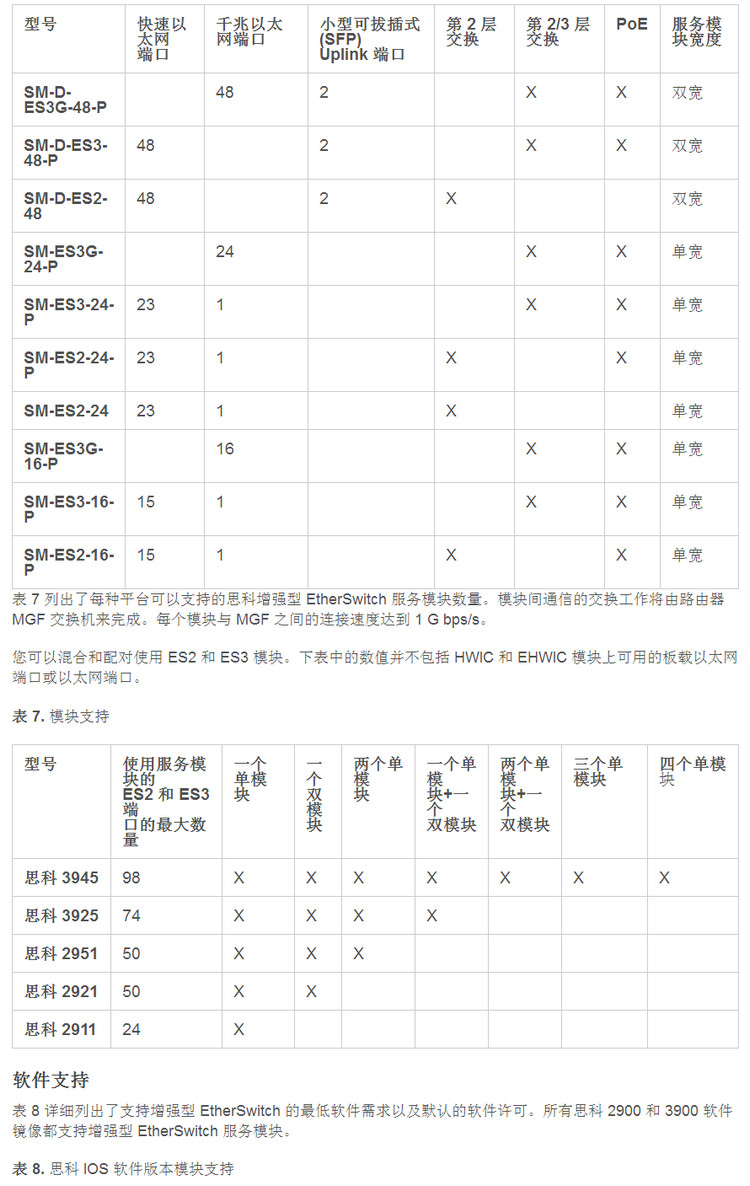 型号 快速以太网端口 千兆以太网端口 小型可拔插式(SFP) Uplink 端口 第 2 层交换 第 2/3 层交换 PoE 服务模块宽度
SM-D-ES3G-48-P 48 2 X X 双宽
SM-D-ES3-48-P 48 2 X X 双宽
SM-D-ES2-48 48 2 X 双宽
SM-ES3G-24-P 24 X X 单宽
SM-ES3-24-P 23 1 X X 单宽
SM-ES2-24-P 23 1 X X 单宽
SM-ES2-24 23 1 X 单宽
SM-ES3G-16-P 16 X X 单宽
SM-ES3-16-P 15 1 X X 单宽
SM-ES2-16-P 15 1 X X 单宽
表 7 列出了每种平台可以支持的思科增强型 EtherSwitch 服务模块数量。模块间通信的交换工作将由路由器
MGF 交换机来完成。每个模块与 MGF 之间的连接速度达到 1 G bps/s。
您可以混合和配对使用 ES2 和 ES3 模块。下表中的数值并不包括 HWIC 和 EHWIC 模块上可用的板载以太网
端口或以太网端口。
表 7. 模块支持
型号 使用服务模块的 ES2 和 ES3 端口的最大数量 一个单模块 一个双模块 两个单模块 一个单模块+一个双模块 两个单模块+一个双模块 三个单模块 四个单模块
思科 3945 98 X X X X X X X
思科 3925 74 X X X X
思科 2951 50 X X X
思科 2921 50 X X
思科 2911 24 X
软件支持
表 8 详细列出了支持增强型 EtherSwitch 的最低软件需求以及默认的软件许可。所有思科 2900 和 3900 软件
镜像都支持增强型 EtherSwitch 服务模块。
表 8. 思科 IOS 软件版本模块支持